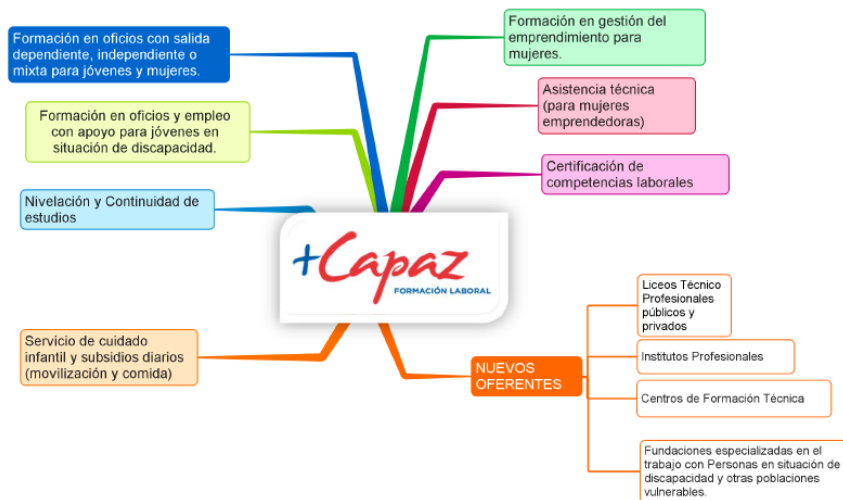 Formación en oficios con salida
dependiente, independiente o
mixta para jóvenes y mujeres.
Formación en oficios y empleo
con apoyo para jóvenes en
situación de discapacidad.
Nivelación y Continuidad de
estudios
Servicio de cuidado
infantil y subsidios diarios
(movilización y comida)
+Capaz
FORMACIÓN LABORAL
Formación en gestión del
emprendimiento para
mujeres.
Asistencia técnica
(para mujeres
emprendedoras)
Certificación de
competencias laborales
NUEVOS
OFERENTES
Liceos Técnico
Profesionales
públicos y
privados
Institutos Profesionales
Centros de Formación Técnica
Fundaciones especializadas en el
trabajo con Personas en situación de
discapacidad y otras poblaciones
vulnerables.